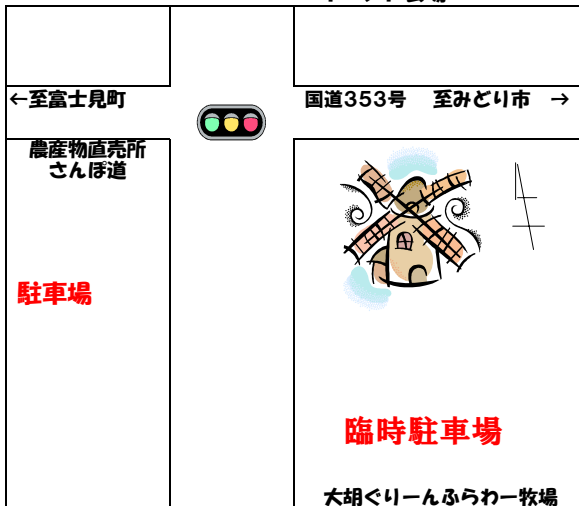 ←至富士見町
国道353号 至みどり市 →
農産物直売所
さんぽ道
駐車場
臨時駐車場
大胡ぐりーんふらわー牧場